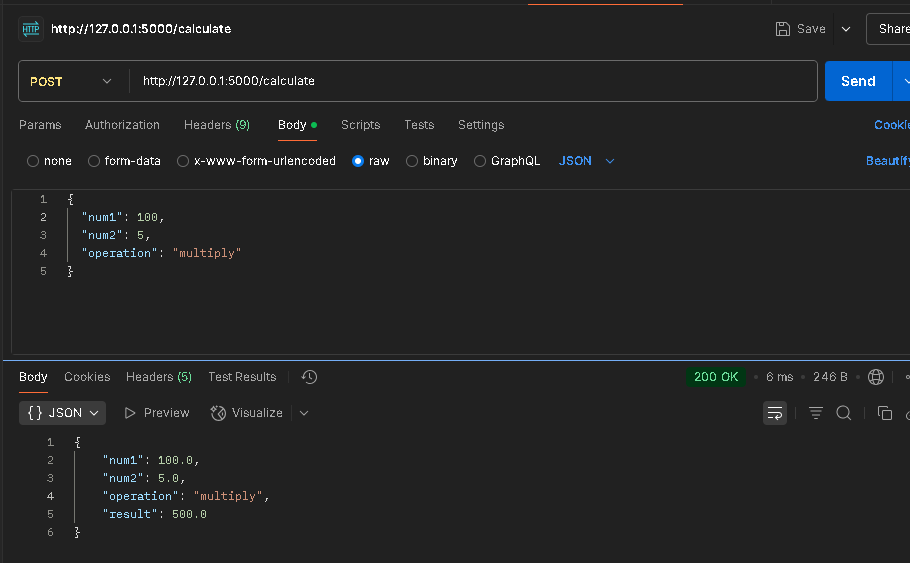 HTTP http://127.0.0.1:5000/calculate Save Share
POST http://127.0.0.1:5000/calculate Send
Params Authorization Headers (9) Body Scripts Tests Settings Cookie
none form-data x-www-form-urlencoded raw binary GraphQL JSON Beautify
1 {
2 "num1": 100,
3 "num2": 5,
4 "operation": "multiply"
5 }
Body Cookies Headers (5) Test Results 200 OK • 6 ms • 246 B •
{} JSON Preview Visualize
1 {
2 "num1": 100.0,
3 "num2": 5.0,
4 "operation": "multiply",
5 "result": 500.0
6 }